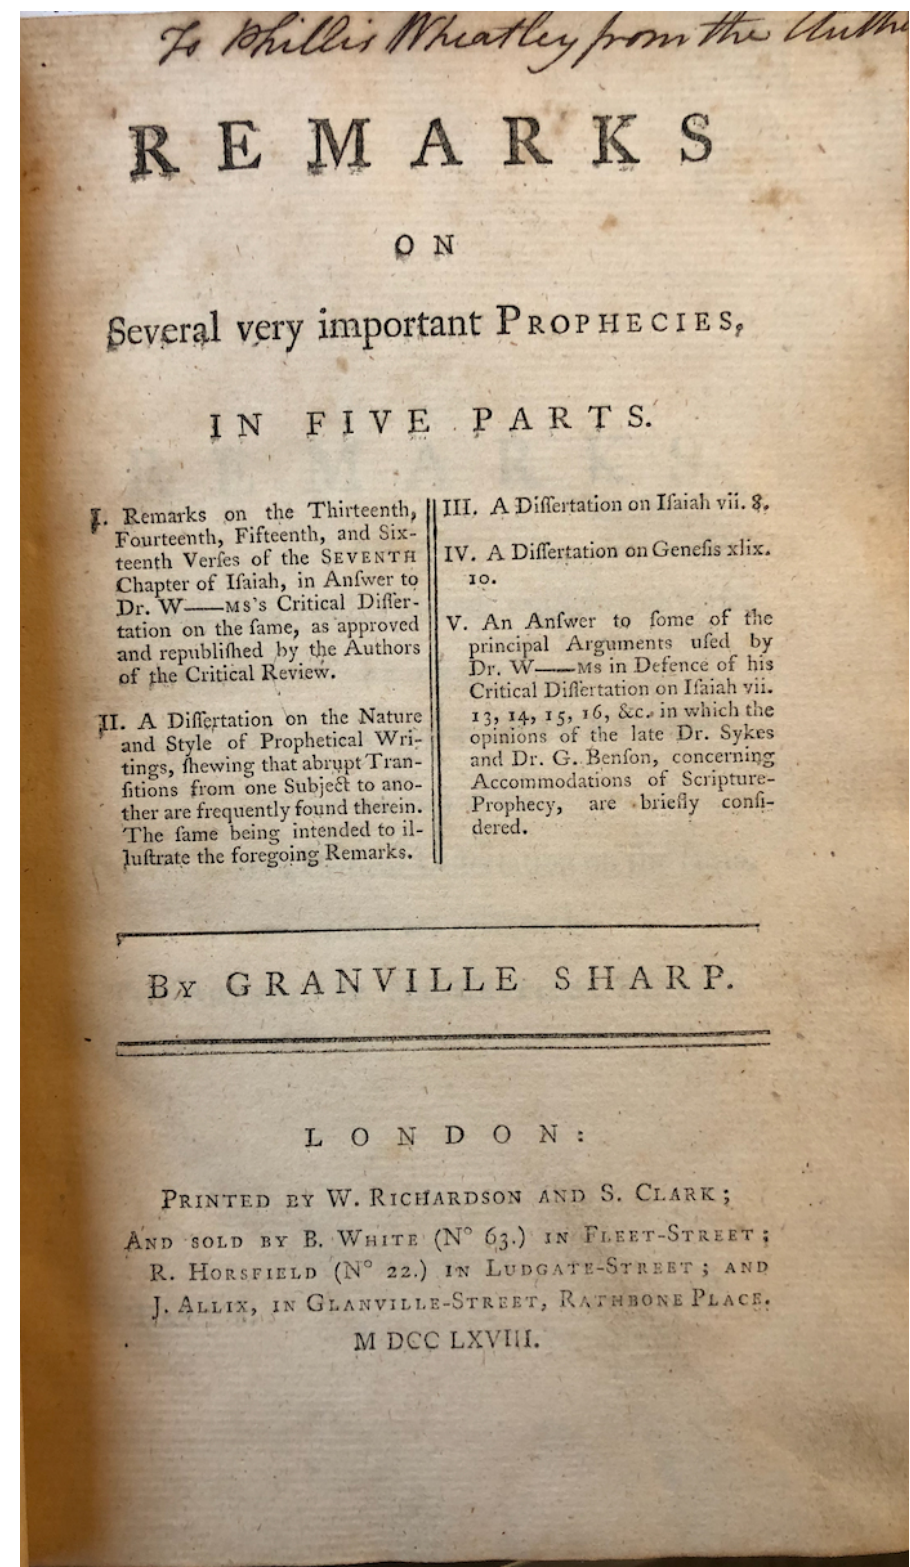 To Phillis Wheatley from the
REMARKS
ON
Several very important PROPHECIES,
IN FIVE PARTS.
I. Remarks on the Thirteenth,
Fourteenth, Fifteenth, and Six-
teenth Verſes of the SEVENTH
Chapter of Iſaiah, in Anſwer to
Dr. W——MS's Critical Diſſer-
tation on the ſame, as approved
and republiſhed by the Authors
of the Critical Review.
II. A Diſſertation on the Nature
and Style of Prophetical Wri-
tings, ſhewing that abrupt Tran-
ſitions from one Subject to ano-
ther are frequently found therein.
The ſame being intended to il-
luſtrate the foregoing Remarks.
III. A Diſſertation on Iſaiah vii. 8.
IV. A Diſſertation on Geneſis xlix.
10.
V. An Anſwer to ſome of the
principal Arguments uſed by
Dr. W——MS in Defence of his
Critical Diſſertation on Iſaiah vii.
13, 14, 15, 16, &c. in which the
opinions of the late Dr. Sykes
and Dr. G. Benſon, concerning
Accommodations of Scripture-
Prophecy, are briefly conſi-
dered.
BY GRANVILLE SHARP.
LONDON:
PRINTED BY W. RICHARDSON AND S. CLARK;
AND SOLD BY B. WHITE (N° 63.) IN FLEET-STREET;
R. HORSFIELD (N° 22.) IN LUDGATE-STREET; AND
J. ALLIX, IN GLANVILLE-STREET, RATHBONE PLACE.
M DCC LXVIII.